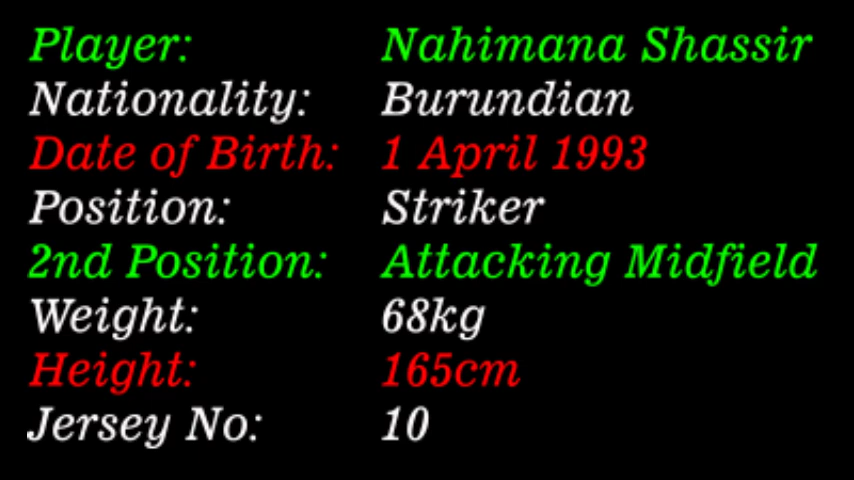 Player: Nahimana Shassir
Nationality: Burundian
Date of Birth: 1 April 1993
Position: Striker
2nd Position: Attacking Midfield
Weight: 68kg
Height: 165cm
Jersey No: 10